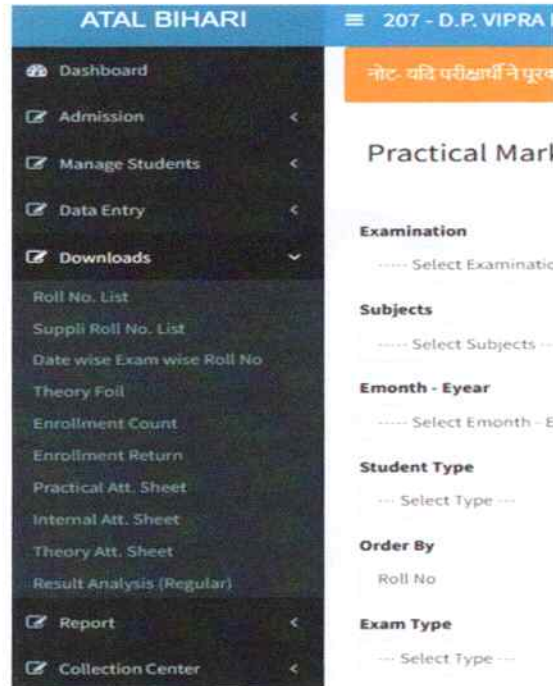 ATAL BIHARI
207 - D.P. VIPRA
Dashboard
Admission
Manage Students
Data Entry
Downloads
Roll No. List
Suppli Roll No. List
Date wise Exam wise Roll No
Theory Foil
Enrollment Count
Enrollment Return
Practical Att. Sheet
Internal Att. Sheet
Theory Att. Sheet
Result Analysis (Regular)
Report
Collection Center
नोट- यदि परीक्षार्थी ने पूरक
Practical Mark
Examination
----- Select Examinatio
Subjects
----- Select Subjects --
Emonth - Eyear
----- Select Emonth - E
Student Type
--- Select Type ---
Order By
Roll No
Exam Type
--- Select Type ---